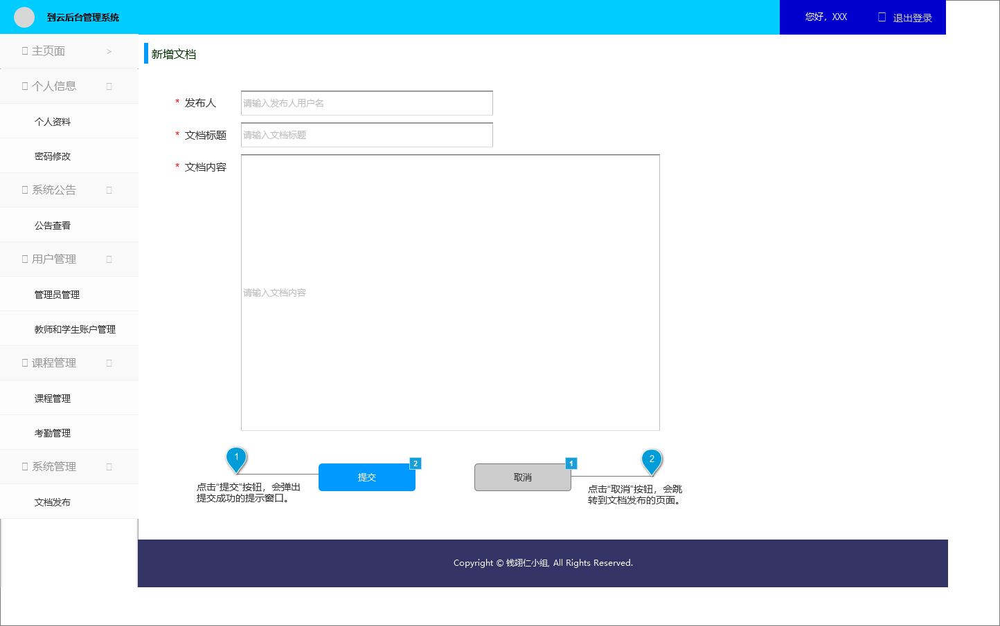 到云后台管理系统
您好，XXX
退出登录
主页面 >
个人信息
个人资料
密码修改
系统公告
公告查看
用户管理
管理员管理
教师和学生账户管理
课程管理
课程管理
考勤管理
系统管理
文档发布
新增文档
* 发布人
请输入发布人用户名
* 文档标题
请输入文档标题
* 文档内容
请输入文档内容
1
点击“提交”按钮，会弹出
提交成功的提示窗口。
提交
2
取消
1
2
点击“取消”按钮，会跳
转到文档发布的页面。
Copyright © 钱翊仁小组, All Rights Reserved.